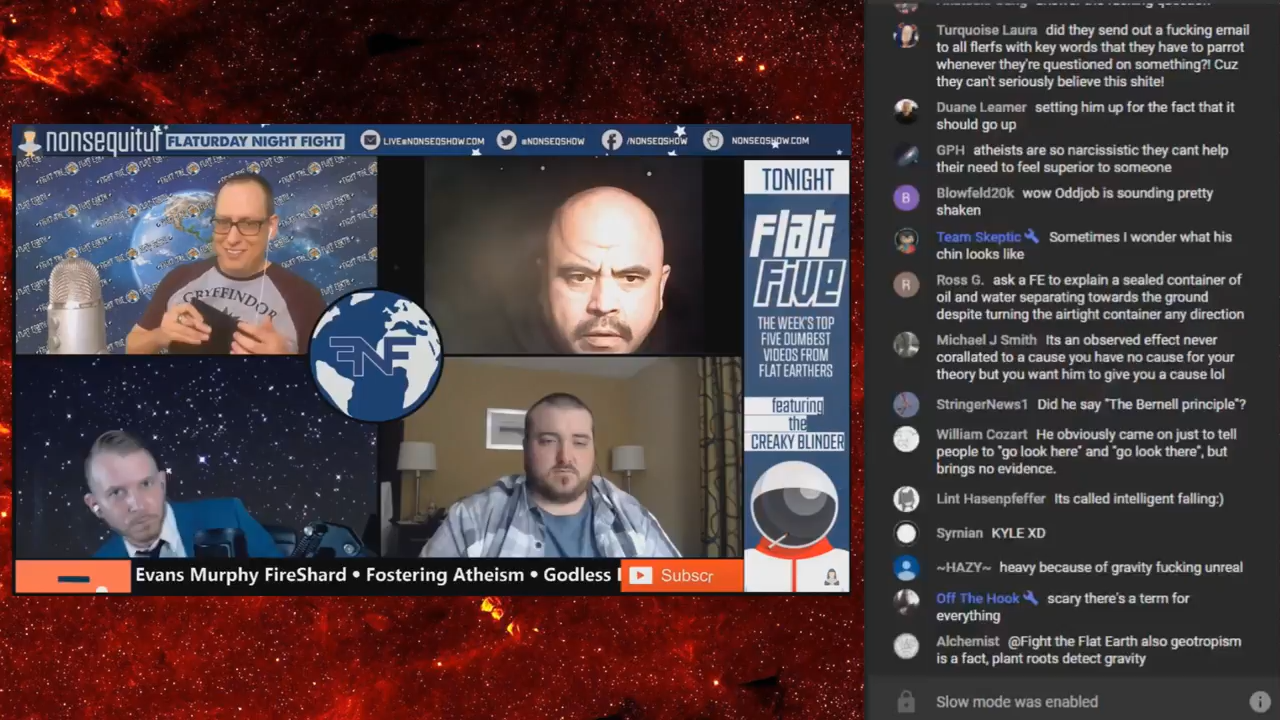 nonsequitur FLATURDAY NIGHT FIGHT LIVE@NONSEQSHOW.COM @NONSEQSHOW /NONSEQSHOW NONSEQSHOW.COM
GRYFFINDOR
FNF
TONIGHT
Flat
Five
THE WEEK'S TOP
FIVE DUMBEST
VIDEOS FROM
FLAT EARTHERS
featuring
the
CREAKY BLINDER
Evans Murphy FireShard • Fostering Atheism • Godless
Subscr
Turquoise Laura did they send out a fucking email
to all flerfs with key words that they have to parrot
whenever they're questioned on something?! Cuz
they can't seriously believe this shite!
Duane Leamer setting him up for the fact that it
should go up
GPH atheists are so narcissistic they cant help
their need to feel superior to someone
B
Blowfeld20k wow Oddjob is sounding pretty
shaken
Team Skeptic Sometimes I wonder what his
chin looks like
R
Ross G. ask a FE to explain a sealed container of
oil and water separating towards the ground
despite turning the airtight container any direction
Michael J Smith Its an observed effect never
corallated to a cause you have no cause for your
theory but you want him to give you a cause lol
StringerNews1 Did he say "The Bernell principle"?
William Cozart He obviously came on just to tell
people to "go look here" and "go look there", but
brings no evidence.
Lint Hasenpfeffer Its called intelligent falling:)
Syrnian KYLE XD
~HAZY~ heavy because of gravity fucking unreal
Off The Hook scary there's a term for
everything
Alchemist @Fight the Flat Earth also geotropism
is a fact, plant roots detect gravity
Slow mode was enabled